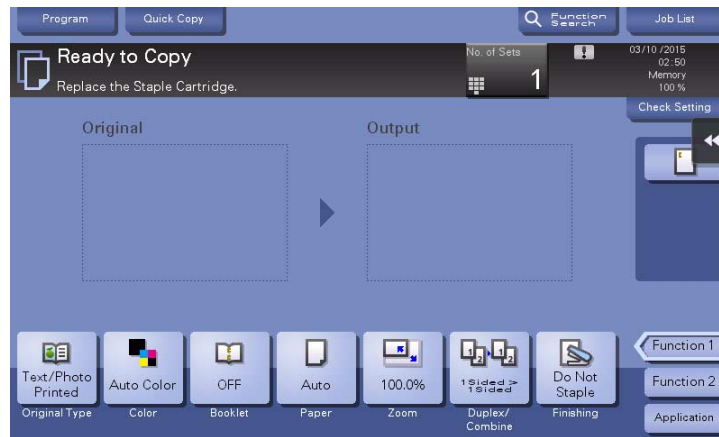 Program
Quick Copy
Function
Search
Job List
Ready to Copy
Replace the Staple Cartridge.
No. of Sets
1
03/10 /2015
02:50
Memory
100 %
Check Setting
Original
Output
Text/Photo
Printed
Auto Color
OFF
Auto
100.0%
1Sided >
1Sided
Do Not
Staple
Original Type
Color
Booklet
Paper
Zoom
Duplex/
Combine
Finishing
Function 1
Function 2
Application